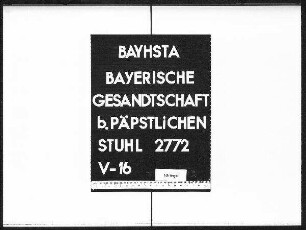 BAYHSTA
BAYERISCHE
GESANDTSCHAFT
b. PÄPSTLiCHEN
STUHL 2772
V-16